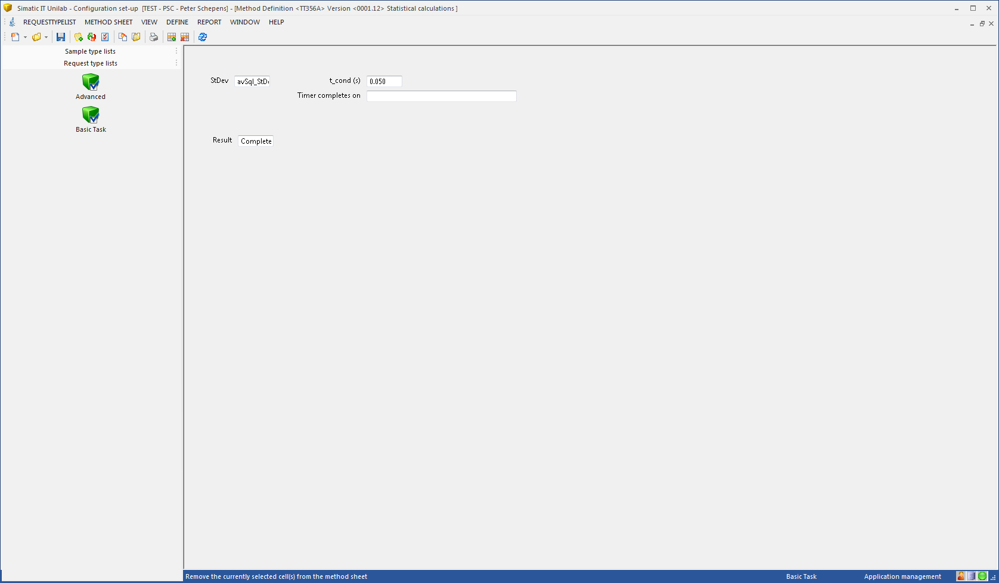 Simatic IT Unilab - Configuration set-up [TEST - PSC - Peter Schepens] - [Method Definition <TT356A> Version <0001.12> Statistical calculations ]
REQUESTTYPELIST METHOD SHEET VIEW DEFINE REPORT WINDOW HELP
Sample type lists
Request type lists
Advanced
Basic Task
StDev avSql_StD t_cond (s) 0.050
Timer completes on
Result Complete
Remove the currently selected cell(s) from the method sheet Basic Task Application management